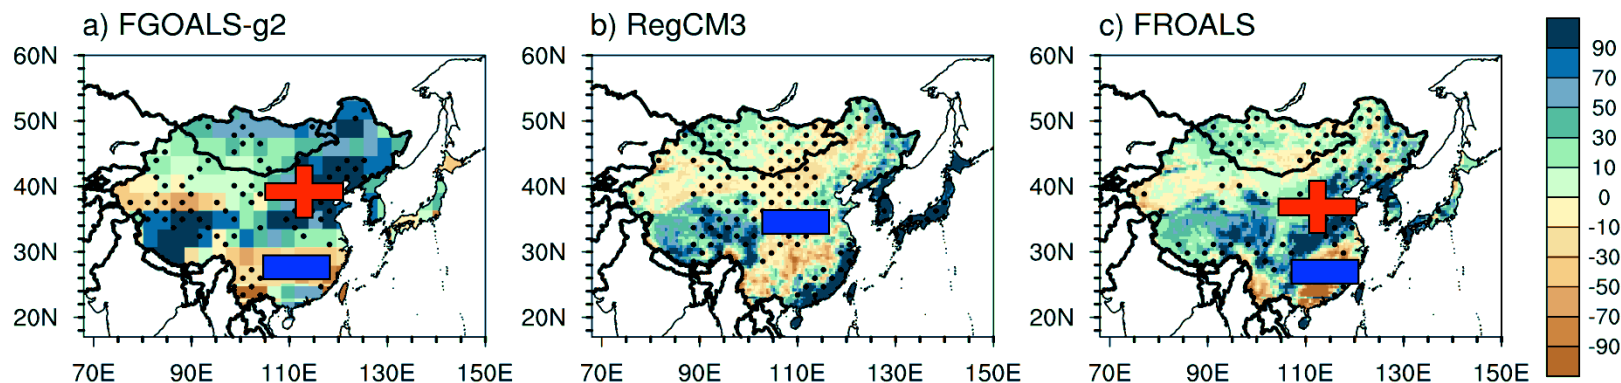 a) FGOALS-g2
b) RegCM3
c) FROALS
60N
50N
40N
30N
20N
70E 90E 110E 130E 150E
60N
50N
40N
30N
20N
70E 90E 110E 130E 150E
60N
50N
40N
30N
20N
70E 90E 110E 130E 150E
90
70
50
30
10
0
-10
-30
-50
-70
-90